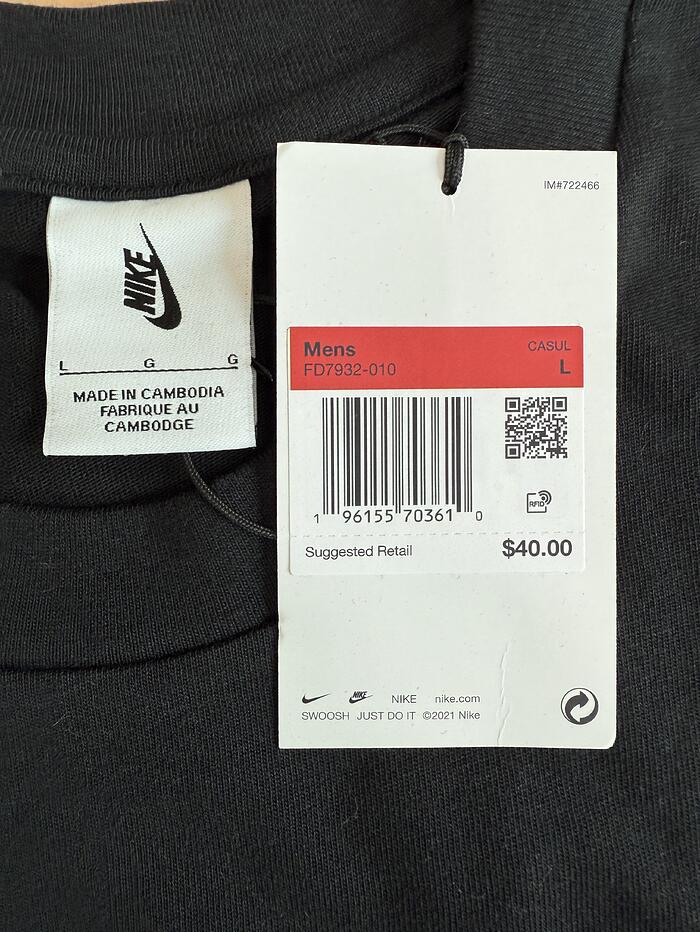 NIKE
L G G
MADE IN CAMBODIA
FABRIQUE AU
CAMBODGE
IM#722466
Mens CASUL
FD7932-010 L
RFID
1 96155 70361 0
Suggested Retail $40.00
NIKE NIKE nike.com
SWOOSH JUST DO IT ©2021 Nike